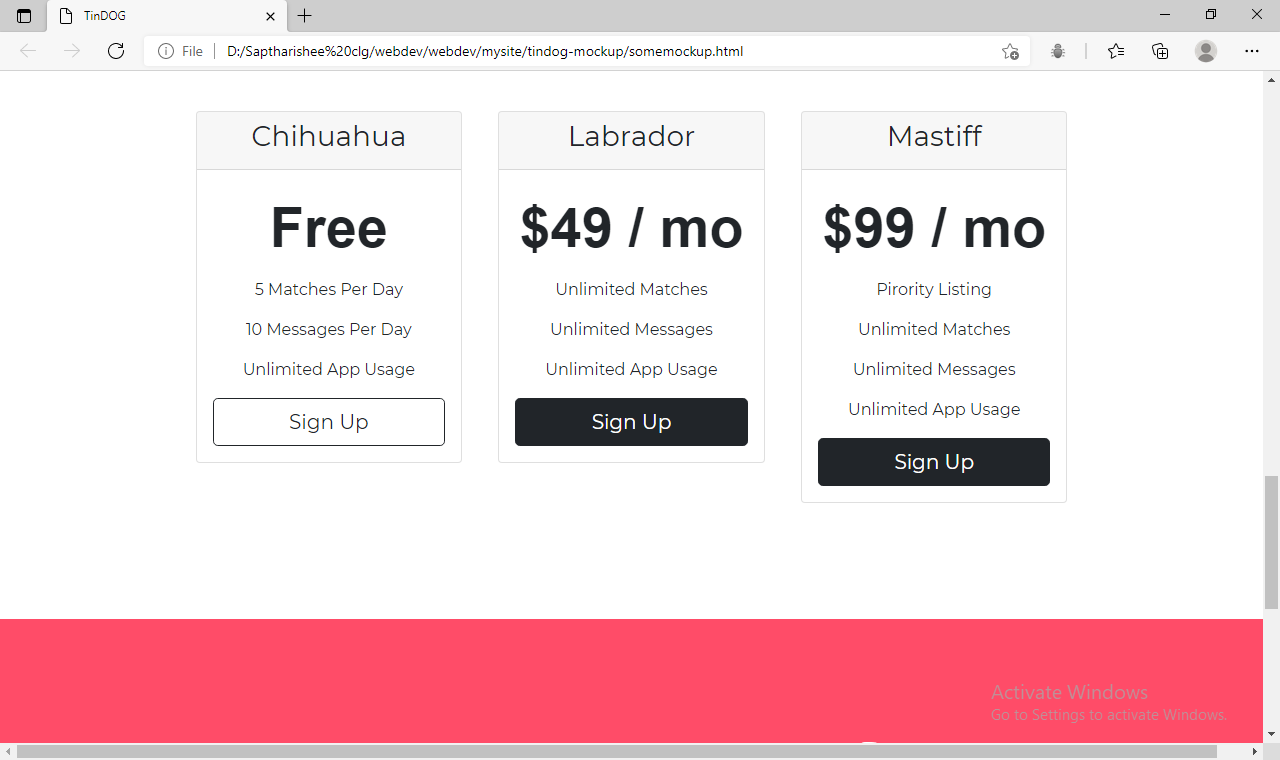 TinDOG
File
D:/Saptharishee%20clg/webdev/webdev/mysite/tindog-mockup/somemockup.html
Chihuahua
Free
5 Matches Per Day
10 Messages Per Day
Unlimited App Usage
Sign Up
Labrador
$49 / mo
Unlimited Matches
Unlimited Messages
Unlimited App Usage
Sign Up
Mastiff
$99 / mo
Pirority Listing
Unlimited Matches
Unlimited Messages
Unlimited App Usage
Sign Up
Activate Windows
Go to Settings to activate Windows.